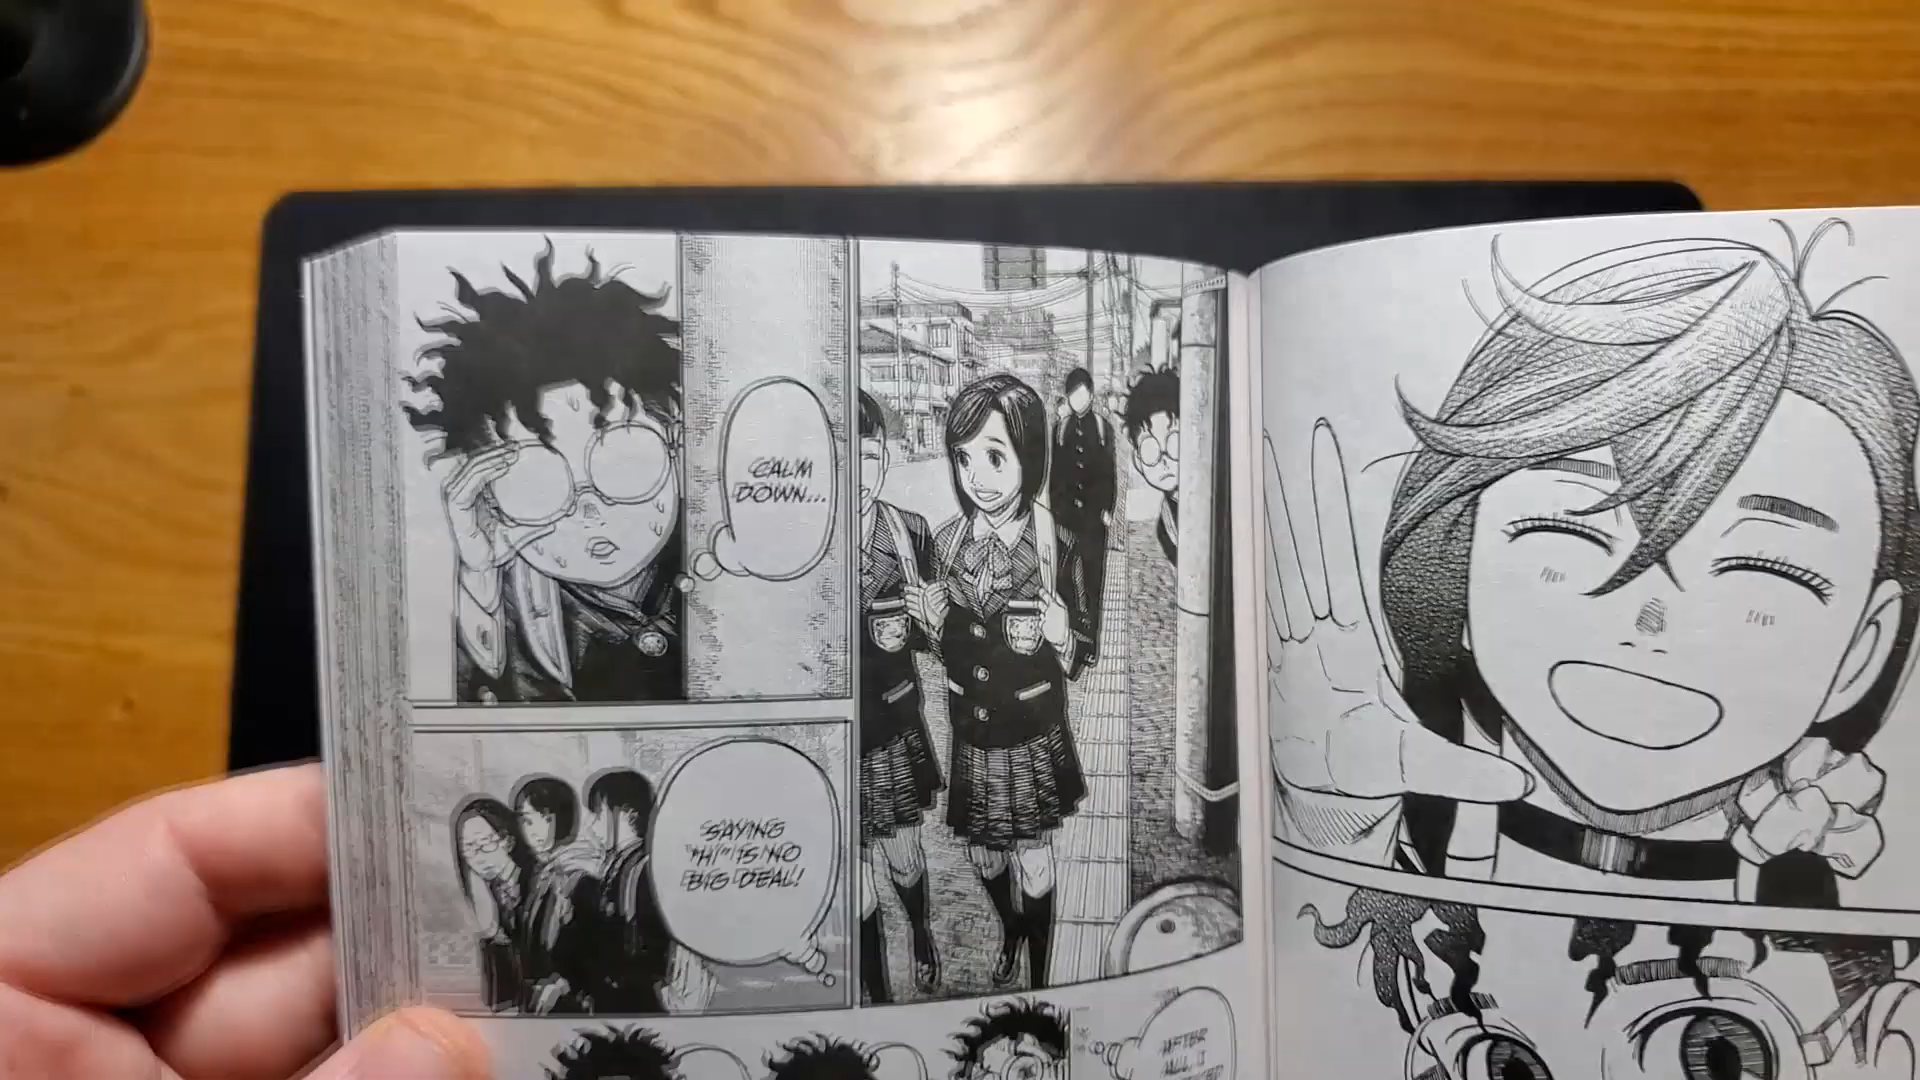 CALM
DOWN...
SAYING
"HI" IS NO
BIG DEAL!
AFTER
ALL, I